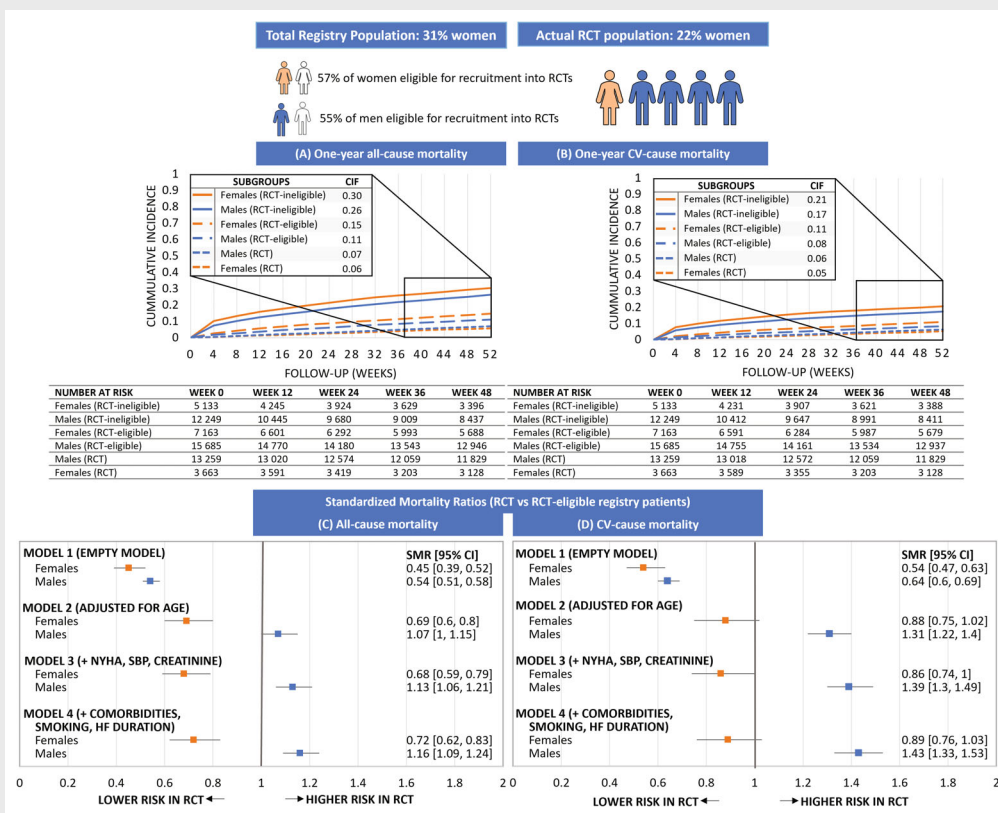 Total Registry Population: 31% women
Actual RCT population: 22% women
57% of women eligible for recruitment into RCTs
55% of men eligible for recruitment into RCTs
(A) One-year all-cause mortality
CUMMULATIVE INCIDENCE
1
0.9
0.8
0.7
0.6
0.5
0.4
0.3
0.2
0.1
0
SUBGROUPS CIF
Females (RCT-ineligible) 0.30
Males (RCT-ineligible) 0.26
Females (RCT-eligible) 0.15
Males (RCT-eligible) 0.11
Males (RCT) 0.07
Females (RCT) 0.06
0 4 8 12 16 20 24 28 32 36 40 44 48 52
FOLLOW-UP (WEEKS)
(B) One-year CV-cause mortality
CUMMULATIVE INCIDENCE
1
0.9
0.8
0.7
0.6
0.5
0.4
0.3
0.2
0.1
0
SUBGROUPS CIF
Females (RCT-ineligible) 0.21
Males (RCT-ineligible) 0.17
Females (RCT-eligible) 0.11
Males (RCT-eligible) 0.08
Males (RCT) 0.06
Females (RCT) 0.05
0 4 8 12 16 20 24 28 32 36 40 44 48 52
FOLLOW-UP (WEEKS)
NUMBER AT RISK WEEK 0 WEEK 12 WEEK 24 WEEK 36 WEEK 48
Females (RCT-ineligible) 5 133 4 245 3 924 3 629 3 396
Males (RCT-ineligible) 12 249 10 445 9 680 9 009 8 437
Females (RCT-eligible) 7 163 6 601 6 292 5 993 5 688
Males (RCT-eligible) 15 685 14 770 14 180 13 543 12 946
Males (RCT) 13 259 13 020 12 574 12 059 11 829
Females (RCT) 3 663 3 591 3 419 3 203 3 128
NUMBER AT RISK WEEK 0 WEEK 12 WEEK 24 WEEK 36 WEEK 48
Females (RCT-ineligible) 5 133 4 231 3 907 3 621 3 388
Males (RCT-ineligible) 12 249 10 412 9 647 8 991 8 411
Females (RCT-eligible) 7 163 6 591 6 284 5 987 5 679
Males (RCT-eligible) 15 685 14 755 14 161 13 534 12 937
Males (RCT) 13 259 13 018 12 572 12 059 11 829
Females (RCT) 3 663 3 589 3 355 3 203 3 128
Standardized Mortality Ratios (RCT vs RCT-eligible registry patients)
(C) All-cause mortality
MODEL 1 (EMPTY MODEL) SMR [95% CI]
Females 0.45 [0.39, 0.52]
Males 0.54 [0.51, 0.58]
MODEL 2 (ADJUSTED FOR AGE)
Females 0.69 [0.6, 0.8]
Males 1.07 [1, 1.15]
MODEL 3 (+ NYHA, SBP, CREATININE)
Females 0.68 [0.59, 0.79]
Males 1.13 [1.06, 1.21]
MODEL 4 (+ COMORBIDITIES,
SMOKING, HF DURATION)
Females 0.72 [0.62, 0.83]
Males 1.16 [1.09, 1.24]
0 0.2 0.4 0.6 0.8 1 1.2 1.4 1.6 1.8 2
LOWER RISK IN RCT HIGHER RISK IN RCT
(D) CV-cause mortality
MODEL 1 (EMPTY MODEL) SMR [95% CI]
Females 0.54 [0.47, 0.63]
Males 0.64 [0.6, 0.69]
MODEL 2 (ADJUSTED FOR AGE)
Females 0.88 [0.75, 1.02]
Males 1.31 [1.22, 1.4]
MODEL 3 (+ NYHA, SBP, CREATININE)
Females 0.86 [0.74, 1]
Males 1.39 [1.3, 1.49]
MODEL 4 (+ COMORBIDITIES,
SMOKING, HF DURATION)
Females 0.89 [0.76, 1.03]
Males 1.43 [1.33, 1.53]
0 0.2 0.4 0.6 0.8 1 1.2 1.4 1.6 1.8 2
LOWER RISK IN RCT HIGHER RISK IN RCT